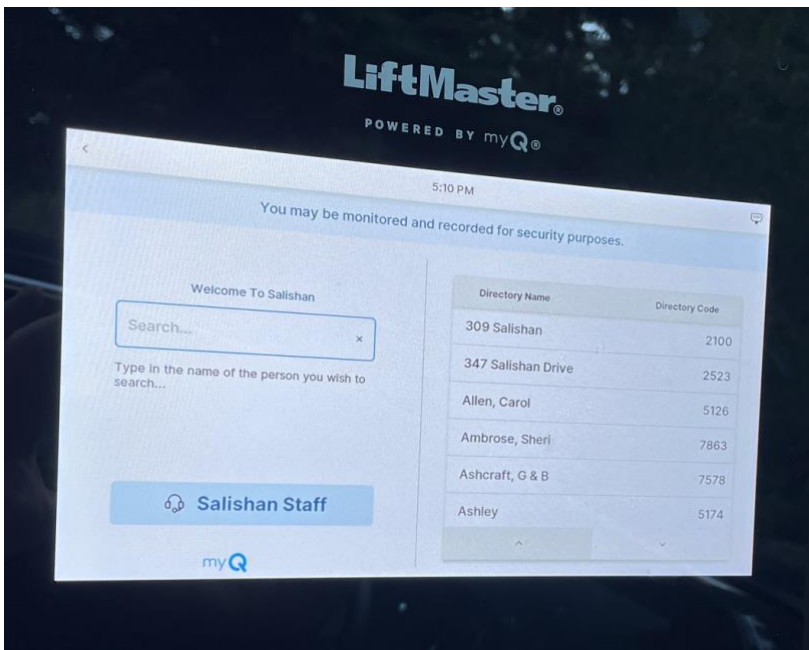 LiftMaster®
POWERED BY myQ®
5:10 PM
You may be monitored and recorded for security purposes.
Welcome To Salishan
Search...
Type in the name of the person you wish to
search...
Salishan Staff
myQ
Directory Name Directory Code
309 Salishan 2100
347 Salishan Drive 2523
Allen, Carol 5126
Ambrose, Sheri 7863
Ashcraft, G & B 7578
Ashley 5174